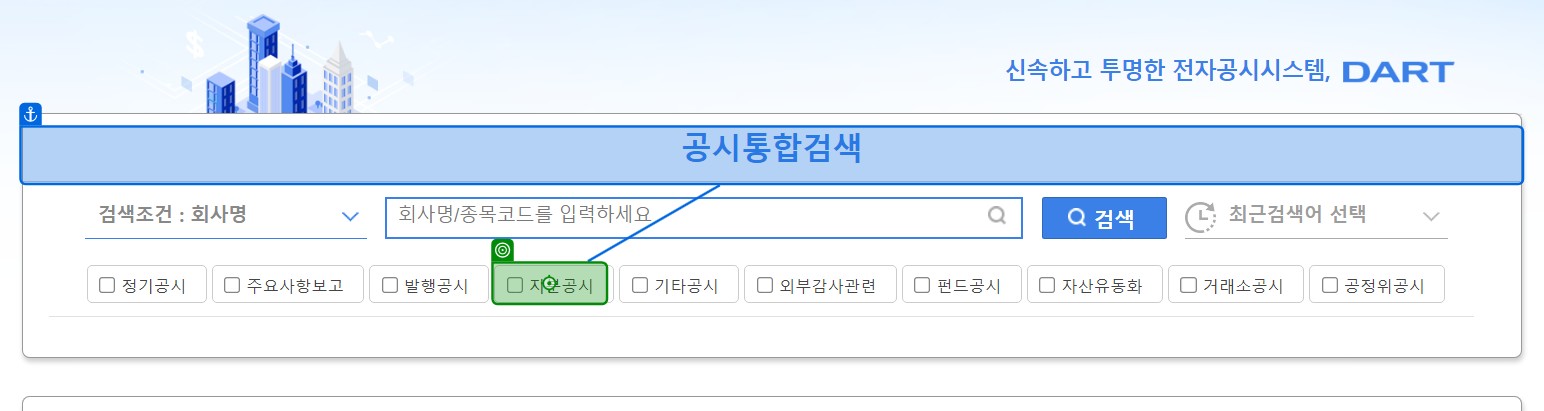 신속하고 투명한 전자공시시스템, DART
공시통합검색
검색조건 : 회사명
회사명/종목코드를 입력하세요
검색
최근검색어 선택
정기공시
주요사항보고
발행공시
공시
기타공시
외부감사관련
펀드공시
자산유동화
거래소공시
공정위공시